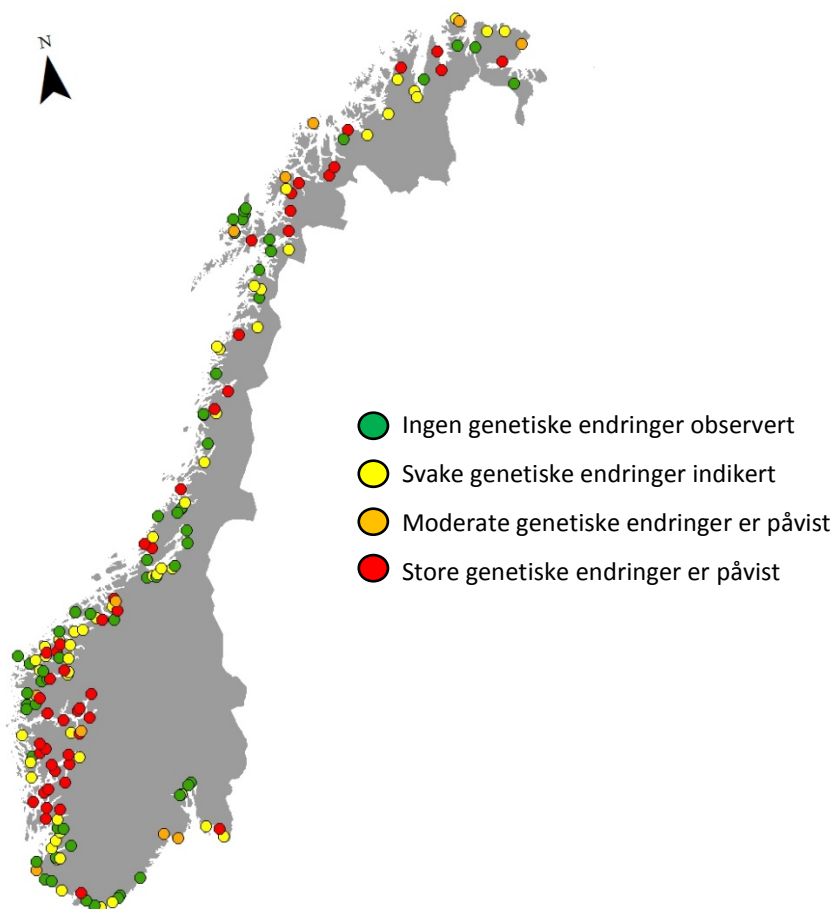 N
Ingen genetiske endringer observert
Svake genetiske endringer indikert
Moderate genetiske endringer er påvist
Store genetiske endringer er påvist